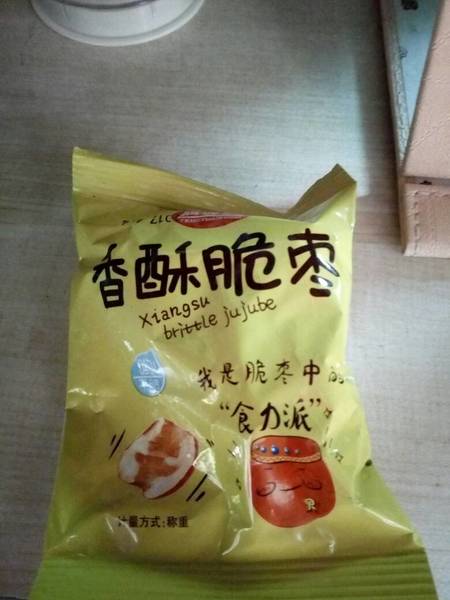 香酥脆枣
Xiangsu
brittle jujube
我是脆枣中的
“食力派”
计量方式:称重